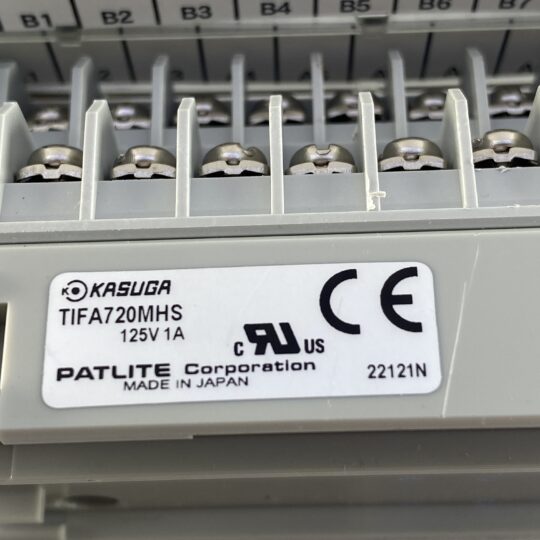 B1 B2 B3 B4 B5 B6 B7
KASUGA
TIFA720MHS
125V 1A
CE
c RU US
PATLITE Corporation
MADE IN JAPAN
22121N